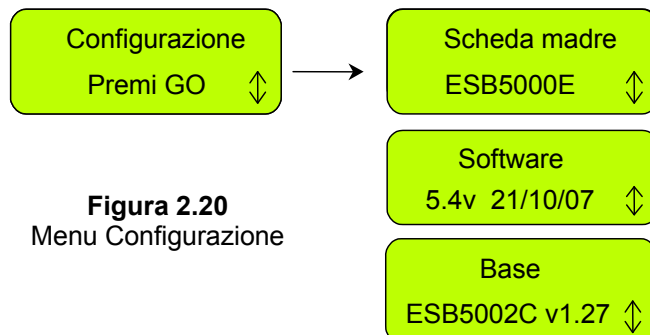 Configurazione
Premi GO
Scheda madre
ESB5000E
Software
5.4v 21/10/07
Base
ESB5002C v1.27
Figura 2.20
Menu Configurazione